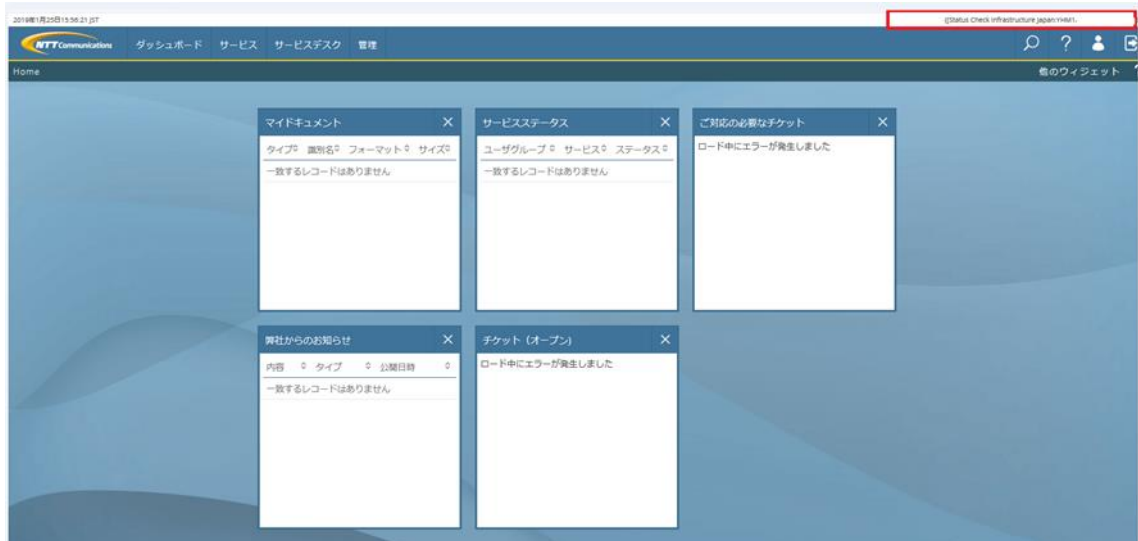 2019年1月25日15:56:21 JST
((Status Check Infrastructure Japan:YHM1.
NTT Communications ダッシュボード サービス サービスデスク 管理
Home 他のウィジェット
マイドキュメント
タイプ 識別名 フォーマット サイズ
一致するレコードはありません
サービスステータス
ユーザグループ サービス ステータス
一致するレコードはありません
ご対応の必要なチケット
ロード中にエラーが発生しました
弊社からのお知らせ
内容 タイプ 公開日時
一致するレコードはありません
チケット（オープン)
ロード中にエラーが発生しました